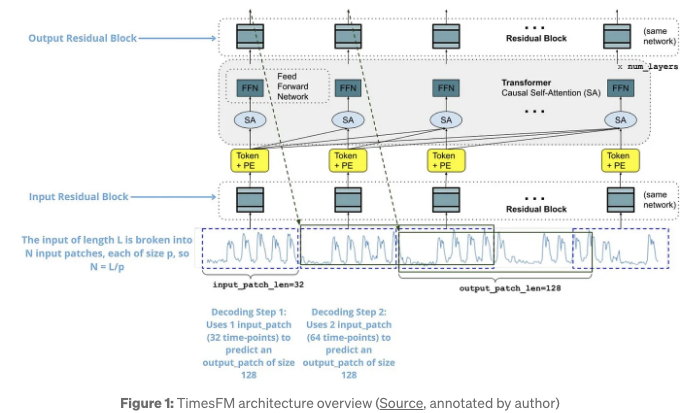 Output Residual Block
• • •
Residual Block
(same
network)
x num_layers
Feed
Forward
Network
Transformer
Causal Self-Attention (SA)
FFN
FFN
FFN
• • •
FFN
SA
SA
SA
SA
Token
+ PE
Token
+ PE
Token
+ PE
Token
+ PE
Input Residual Block
• • •
Residual Block
(same
network)
The input of length L is broken into
N input patches, each of size p, so
N = L/p
input_patch_len=32
output_patch_len=128
Decoding Step 1:
Uses 1 input_patch
(32 time-points) to
predict an
output_patch of size
128
Decoding Step 2:
Uses 2 input_patch
(64 time-points) to
predict an
output_patch of size
128
Figure 1: TimesFM architecture overview (Source, annotated by author)